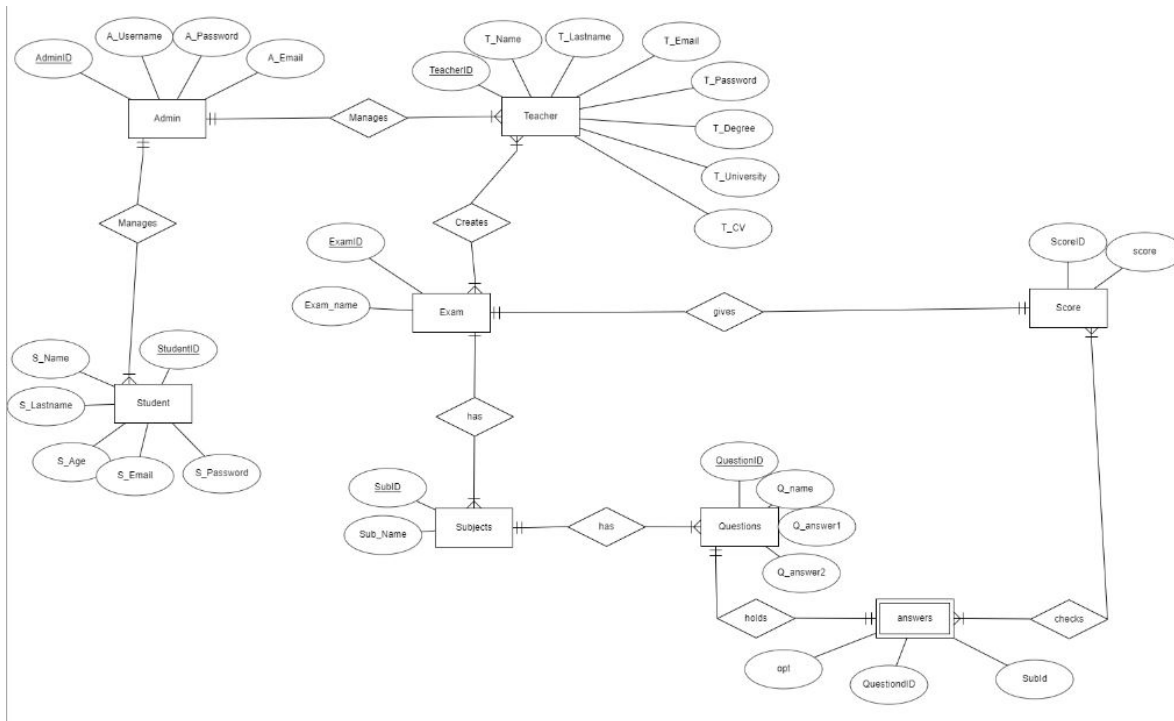 AdminID
A_Username
A_Password
A_Email
Admin
Manages
TeacherID
T_Name
T_Lastname
T_Email
T_Password
T_Degree
T_University
T_CV
Teacher
Manages
Creates
ExamID
Exam_name
Exam
gives
ScoreID
score
Score
S_Name
StudentID
S_Lastname
Student
S_Age
S_Email
S_Password
has
SubID
Sub_Name
Subjects
has
QuestionID
Q_name
Questions
Q_answer1
Q_answer2
holds
answers
checks
opt
QuestiondID
SubId